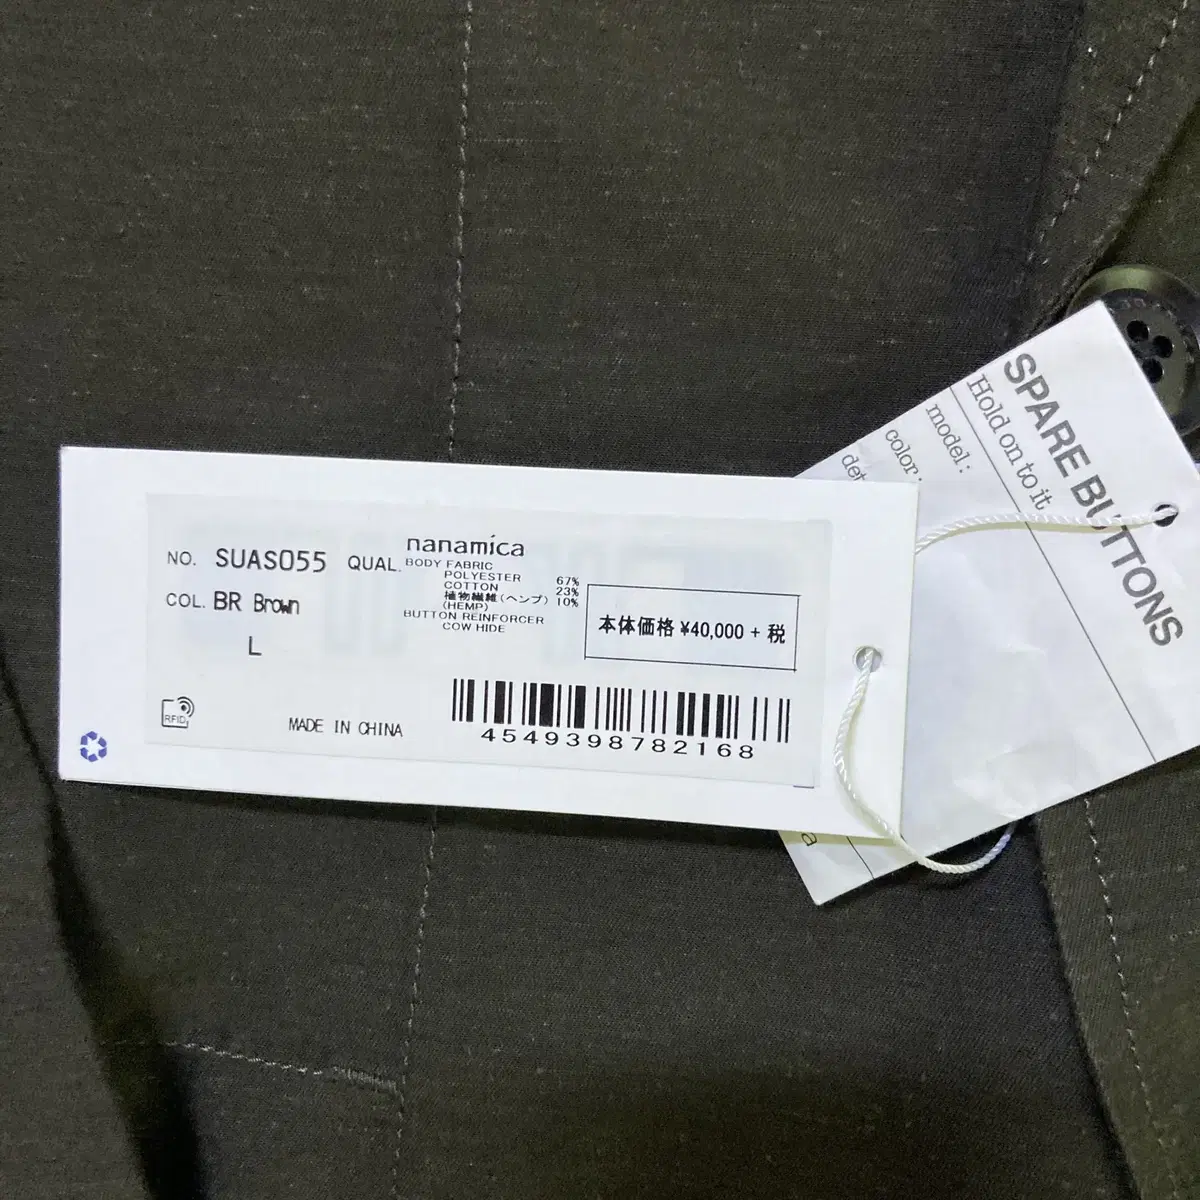 NO. SUAS055 QUAL.
nanamica
BODY FABRIC
POLYESTER 67%
COTTON 23%
植物繊維(ヘンプ) 10%
(HEMP)
BUTTON REINFORCER
COW HIDE
COL. BR Brown
L
本体価格 ¥40,000 + 税
RFID
MADE IN CHINA
4549398782168
SPARE BUTTONS
Hold on to it
model:
color:
det
a